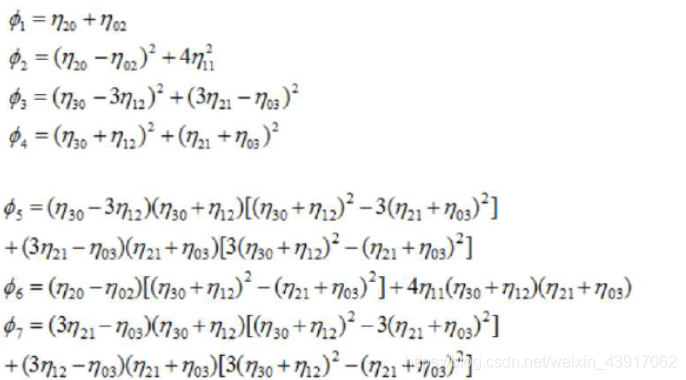 ϕ₁ = η₂₀ + η₀₂
ϕ₂ = (η₂₀ − η₀₂)² + 4η₁₁²
ϕ₃ = (η₃₀ − 3η₁₂)² + (3η₂₁ − η₀₃)²
ϕ₄ = (η₃₀ + η₁₂)² + (η₂₁ + η₀₃)²
ϕ₅ = (η₃₀ − 3η₁₂)(η₃₀ + η₁₂)[(η₃₀ + η₁₂)² − 3(η₂₁ + η₀₃)²]
+ (3η₂₁ − η₀₃)(η₂₁ + η₀₃)[3(η₃₀ + η₁₂)² − (η₂₁ + η₀₃)²]
ϕ₆ = (η₂₀ − η₀₂)[(η₃₀ + η₁₂)² − (η₂₁ + η₀₃)²] + 4η₁₁(η₃₀ + η₁₂)(η₂₁ + η₀₃)
ϕ₇ = (3η₂₁ − η₀₃)(η₃₀ + η₁₂)[(η₃₀ + η₁₂)² − 3(η₂₁ + η₀₃)²]
+ (3η₁₂ − η₀₃)(η₂₁ + η₀₃)[3(η₃₀ + η₁₂)² − (η₂₁ + η₀₃)²]
blog.csdn.net/weixin_43917062